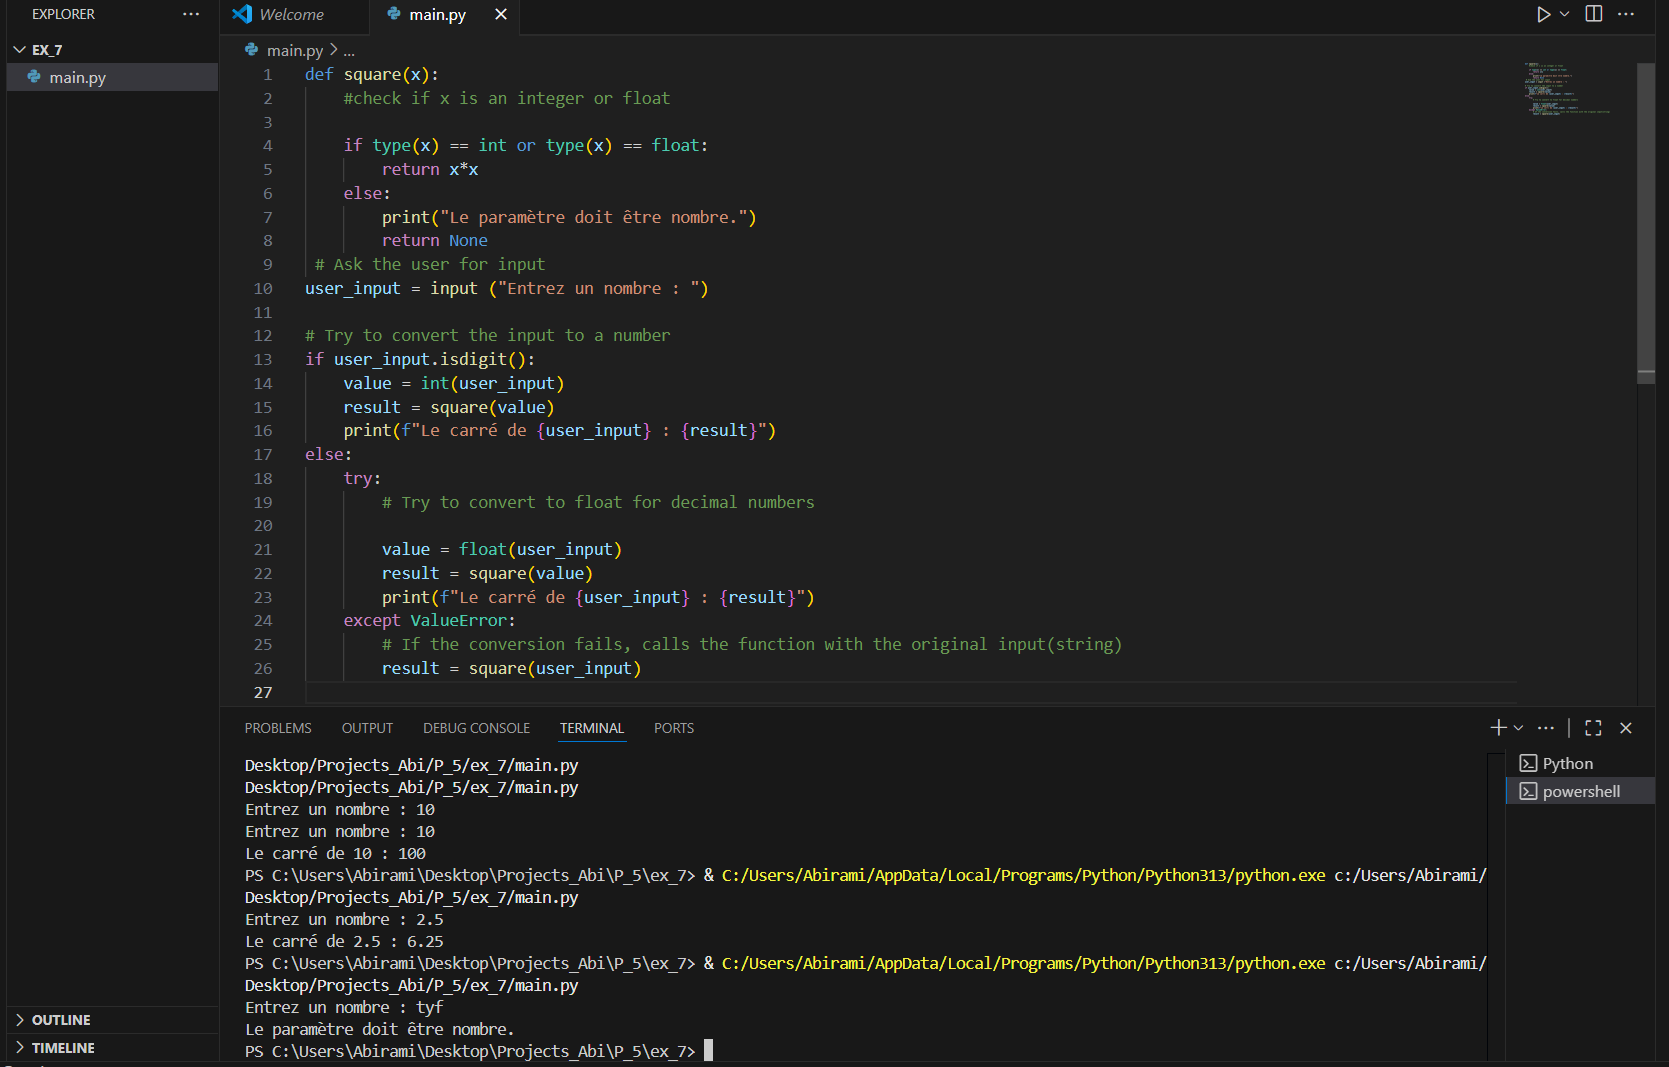 EXPLORER ···
Welcome
main.py
EX_7
main.py
main.py > ...
1 def square(x):
2 #check if x is an integer or float
3
4 if type(x) == int or type(x) == float:
5 return x*x
6 else:
7 print("Le paramètre doit être nombre.")
8 return None
9 # Ask the user for input
10 user_input = input ("Entrez un nombre : ")
11
12 # Try to convert the input to a number
13 if user_input.isdigit():
14 value = int(user_input)
15 result = square(value)
16 print(f"Le carré de {user_input} : {result}")
17 else:
18 try:
19 # Try to convert to float for decimal numbers
20
21 value = float(user_input)
22 result = square(value)
23 print(f"Le carré de {user_input} : {result}")
24 except ValueError:
25 # If the conversion fails, calls the function with the original input(string)
26 result = square(user_input)
27
PROBLEMS OUTPUT DEBUG CONSOLE TERMINAL PORTS
Desktop/Projects_Abi/P_5/ex_7/main.py
Desktop/Projects_Abi/P_5/ex_7/main.py
Entrez un nombre : 10
Entrez un nombre : 10
Le carré de 10 : 100
PS C:\Users\Abirami\Desktop\Projects_Abi\P_5\ex_7> & C:/Users/Abirami/AppData/Local/Programs/Python/Python313/python.exe c:/Users/Abirami/
Desktop/Projects_Abi/P_5/ex_7/main.py
Entrez un nombre : 2.5
Le carré de 2.5 : 6.25
PS C:\Users\Abirami\Desktop\Projects_Abi\P_5\ex_7> & C:/Users/Abirami/AppData/Local/Programs/Python/Python313/python.exe c:/Users/Abirami/
Desktop/Projects_Abi/P_5/ex_7/main.py
Entrez un nombre : tyf
Le paramètre doit être nombre.
PS C:\Users\Abirami\Desktop\Projects_Abi\P_5\ex_7>
Python
powershell
OUTLINE
TIMELINE